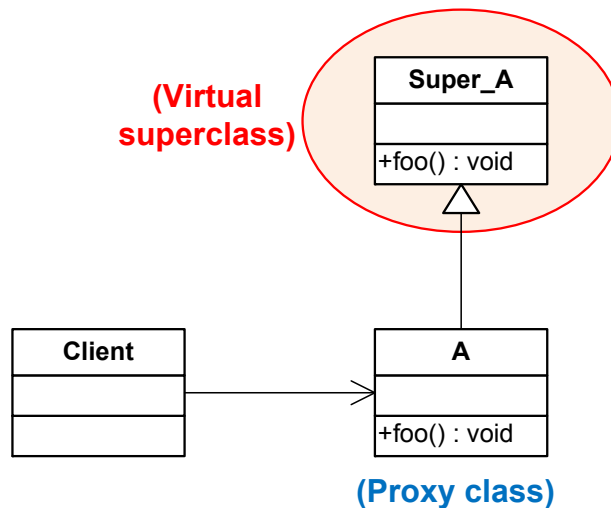 Super_A
(Virtual
superclass)
+foo() : void
Client
A
+foo() : void
(Proxy class)